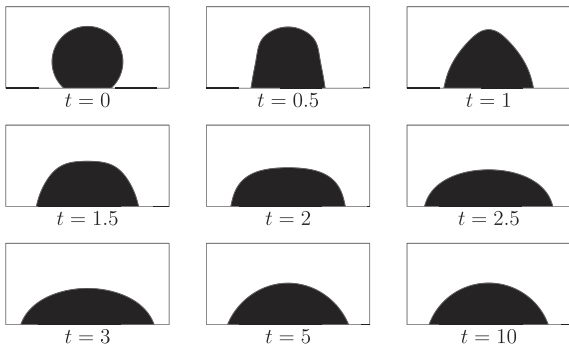 t = 0
t = 0.5
t = 1
t = 1.5
t = 2
t = 2.5
t = 3
t = 5
t = 10